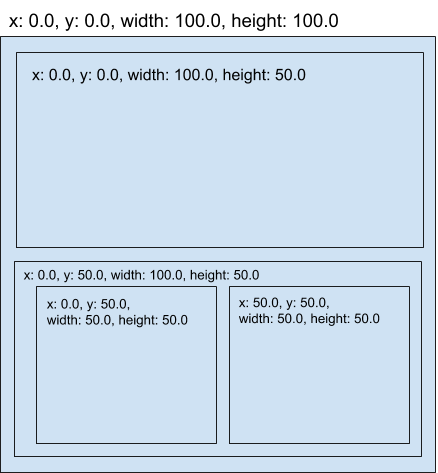 x: 0.0, y: 0.0, width: 100.0, height: 100.0
x: 0.0, y: 0.0, width: 100.0, height: 50.0
x: 0.0, y: 50.0, width: 100.0, height: 50.0
x: 0.0, y: 50.0,
width: 50.0, height: 50.0
x: 50.0, y: 50.0,
width: 50.0, height: 50.0